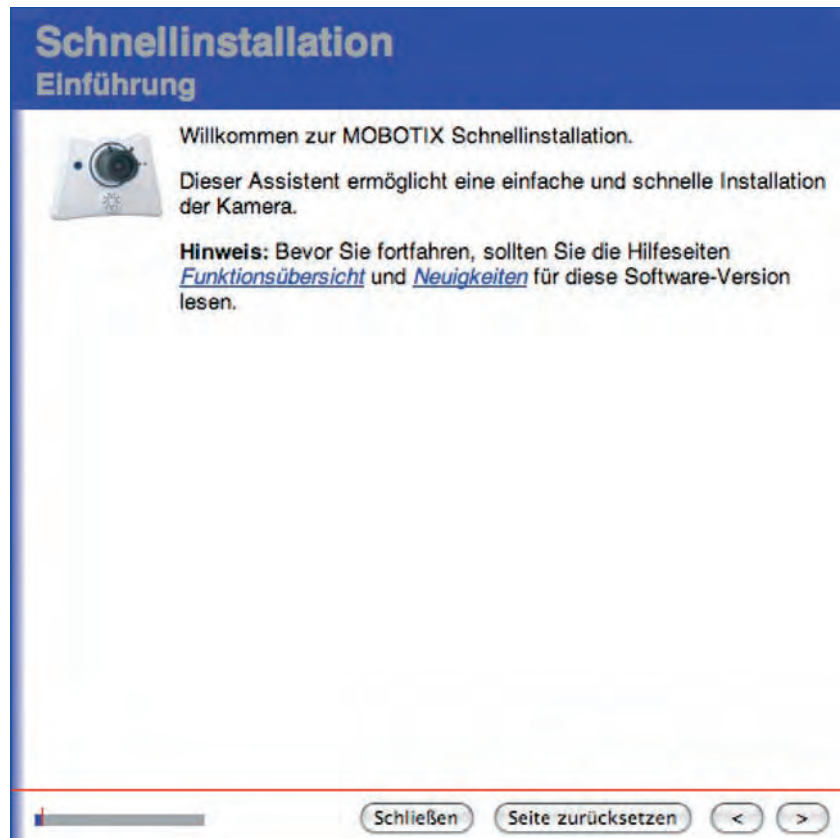 Schnellinstallation
Einführung
Willkommen zur MOBOTIX Schnellinstallation.
Dieser Assistent ermöglicht eine einfache und schnelle Installation
der Kamera.
Hinweis: Bevor Sie fortfahren, sollten Sie die Hilfeseiten
Funktionsübersicht und Neuigkeiten für diese Software-Version
lesen.
Schließen Seite zurücksetzen < >